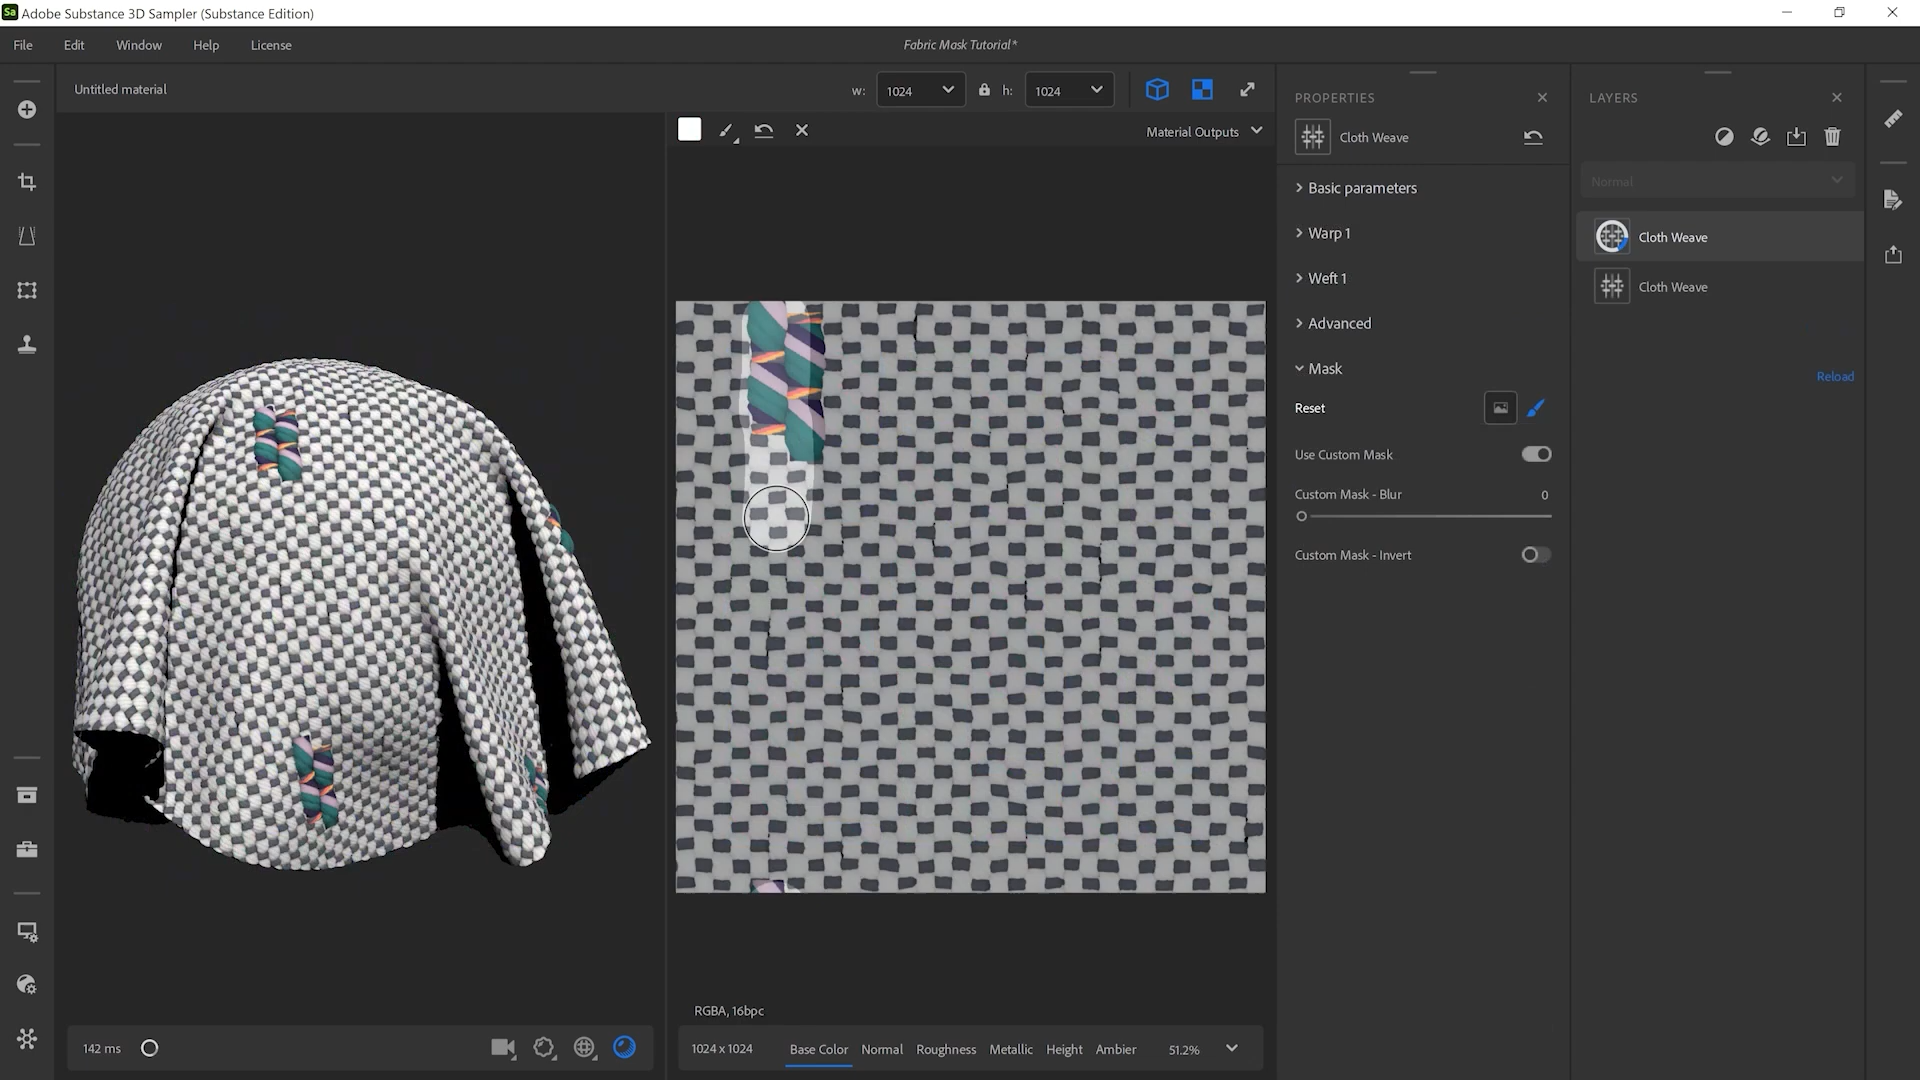 Sa Adobe Substance 3D Sampler (Substance Edition)
File Edit Window Help License
Fabric Mask Tutorial*
Untitled material
w: 1024 h: 1024
Material Outputs
PROPERTIES
Cloth Weave
Basic parameters
Warp 1
Weft 1
Advanced
Mask
Reset
Use Custom Mask
Custom Mask - Blur 0
Custom Mask - Invert
LAYERS
Normal
Cloth Weave
Cloth Weave
Reload
142 ms
RGBA, 16bpc
1024 x 1024 Base Color Normal Roughness Metallic Height Ambier 51.2%